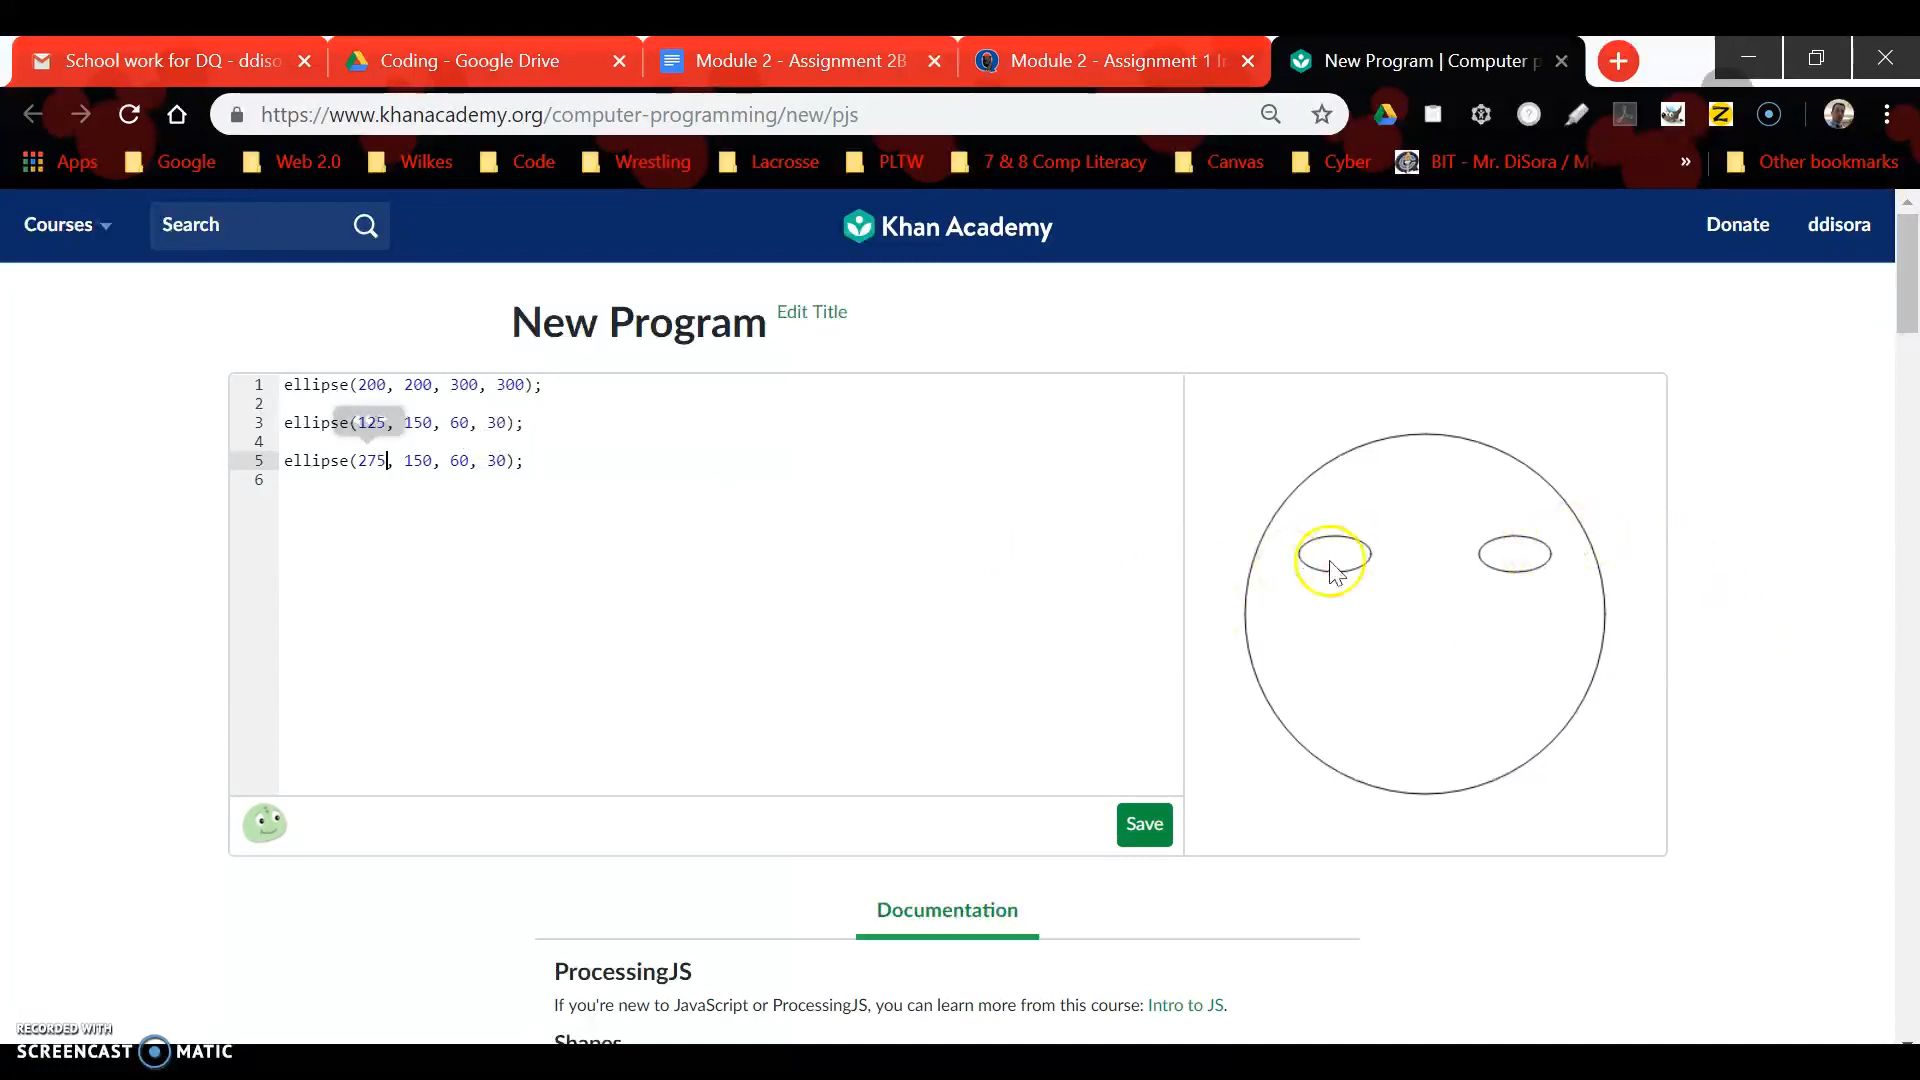 School work for DQ - ddiso
Coding - Google Drive
Module 2 - Assignment 2B
Module 2 - Assignment 1 I
New Program | Computer p
https://www.khanacademy.org/computer-programming/new/pjs
Apps
Google
Web 2.0
Wilkes
Code
Wrestling
Lacrosse
PLTW
7 & 8 Comp Literacy
Canvas
Cyber
BIT - Mr. DiSora / M
»
Other bookmarks
Courses
Search
Khan Academy
Donate
ddisora
New Program
Edit Title
1 ellipse(200, 200, 300, 300);
2
3 ellipse(125, 150, 60, 30);
4
5 ellipse(275, 150, 60, 30);
6
Save
Documentation
ProcessingJS
If you're new to JavaScript or ProcessingJS, you can learn more from this course: Intro to JS.
Shapes
RECORDED WITH
SCREENCAST MATIC